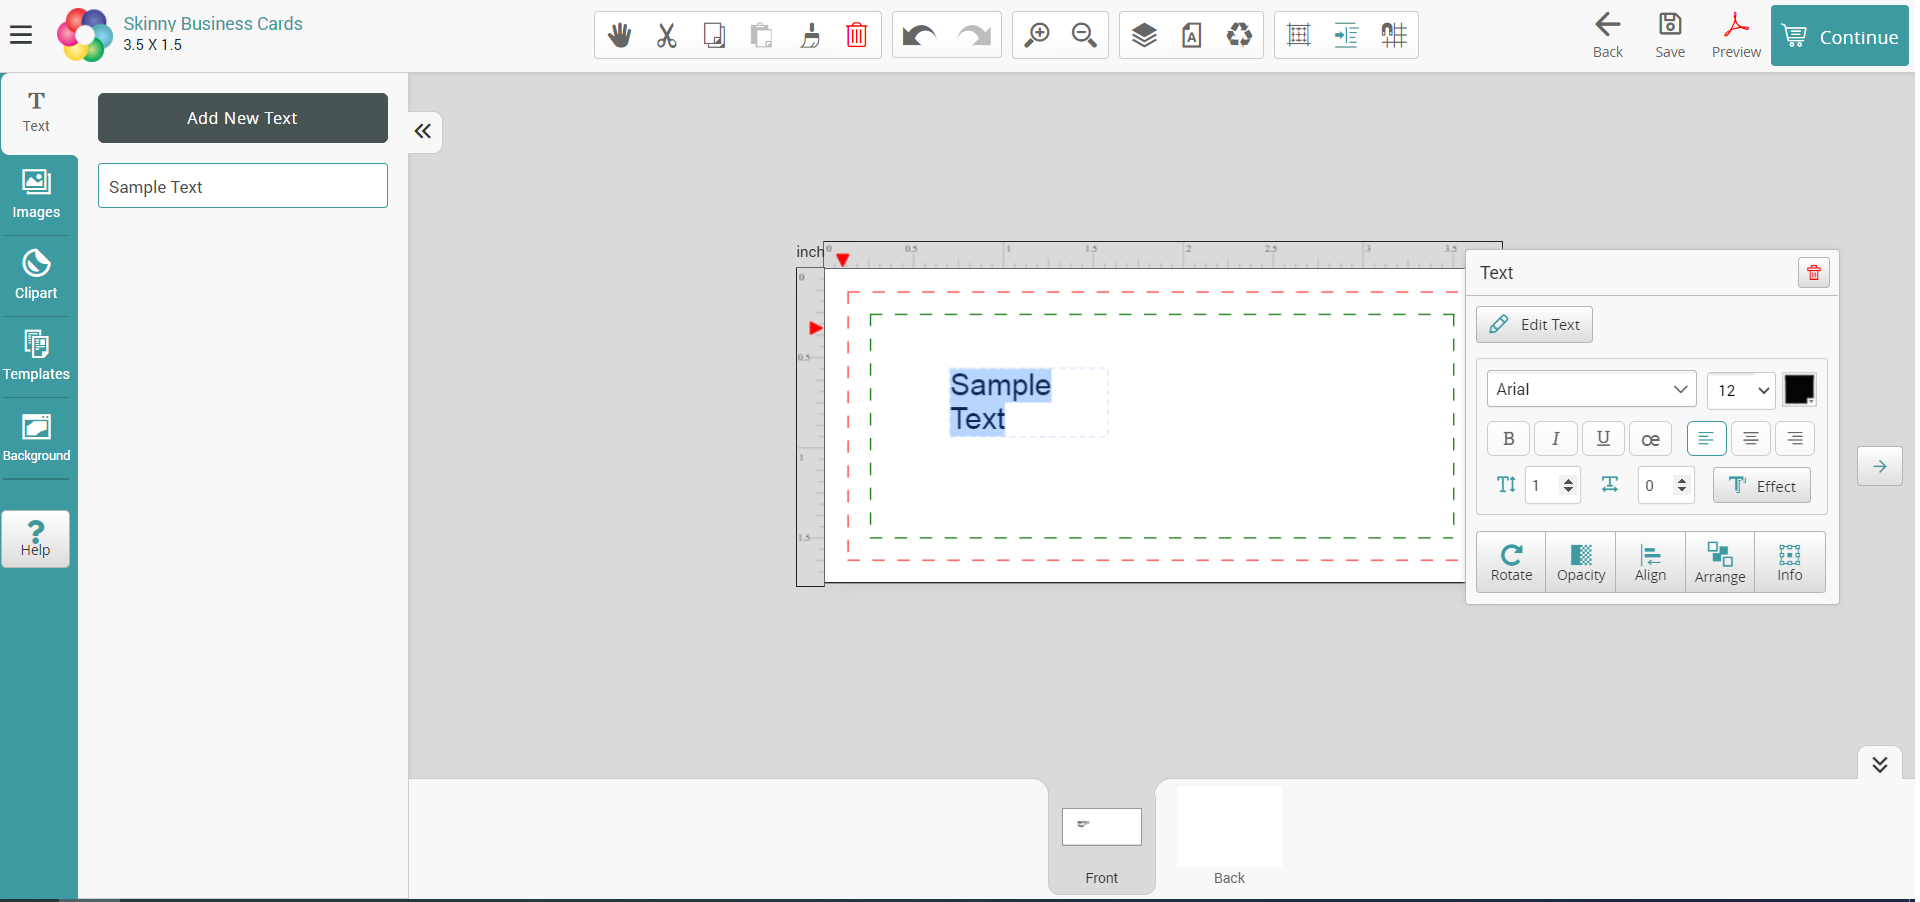 Skinny Business Cards
3.5 X 1.5
Back
Save
Preview
Continue
Text
Images
Clipart
Templates
Background
? Help
Add New Text
Sample Text
inch
0 0.5 1 1.5 2 2.5 3 3.5
0
0.5
1
1.5
Sample
Text
Text
Edit Text
Arial
12
B I U œ
1
0
Effect
Rotate
Opacity
Align
Arrange
Info
Front
Back